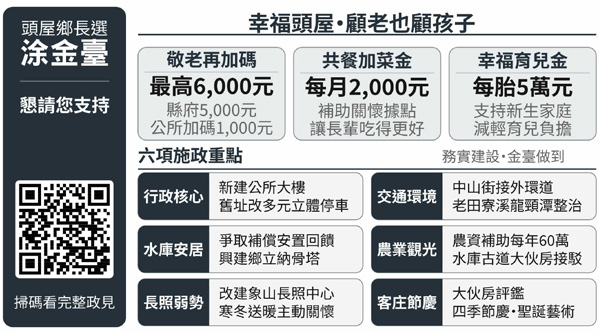 頭屋鄉長選
涂金臺
懇請您支持
掃碼看完整政見
幸福頭屋•顧老也顧孩子
敬老再加碼
最高6,000元
縣府5,000元
公所加碼1,000元
共餐加菜金
每月2,000元
補助關懷據點
讓長輩吃得更好
幸福育兒金
每胎5萬元
支持新生家庭
減輕育兒負擔
六項施政重點
務實建設•金臺做到
行政核心
新建公所大樓
舊址改多元立體停車
交通環境
中山街接外環道
老田寮溪龍頸潭整治
水庫安居
爭取補償安置回饋
興建鄉立納骨塔
農業觀光
農資補助每年60萬
水庫古道大伙房接駁
長照弱勢
改建象山長照中心
寒冬送暖主動關懷
客庄節慶
大伙房評鑑
四季節慶•聖誕藝術